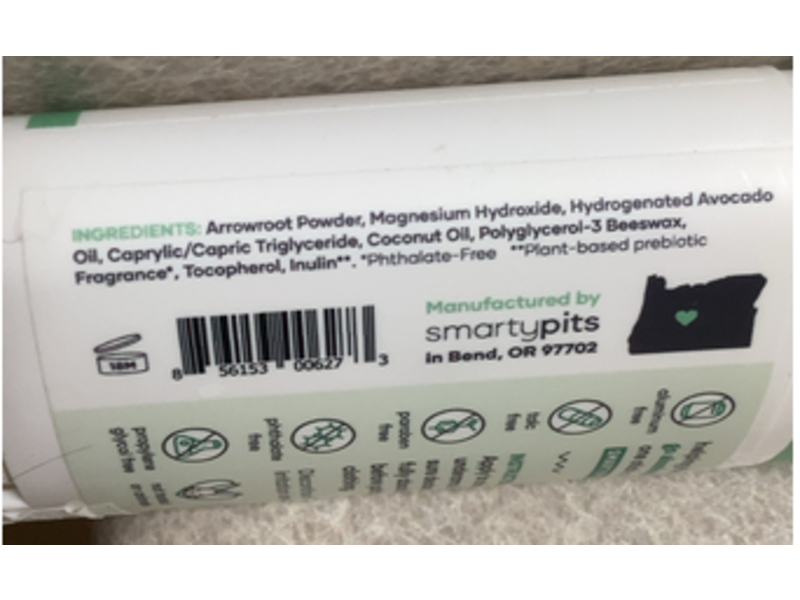 INGREDIENTS: Arrowroot Powder, Magnesium Hydroxide, Hydrogenated Avocado
Oil, Caprylic/Capric Triglyceride, Coconut Oil, Polyglycerol-3 Beeswax,
Fragrance*, Tocopherol, Inulin**. *Phthalate-Free **Plant-based prebiotic
18M
8 56153 00627 3
Manufactured by
smartypits
in Bend, OR 97702
aluminum
free
talc
free
paraben
free
phthalate
free
propylene
glycol free